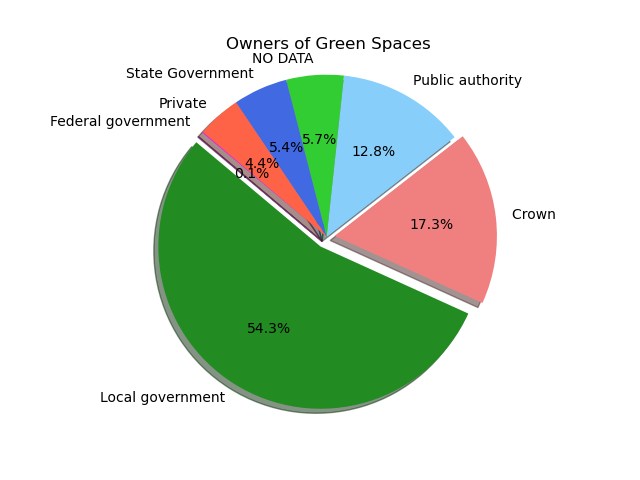 Owners of Green Spaces
NO DATA
State Government
Public authority
Private
Federal government
5.7%
5.4%
12.8%
4.4%
0.1%
Crown
17.3%
54.3%
Local government